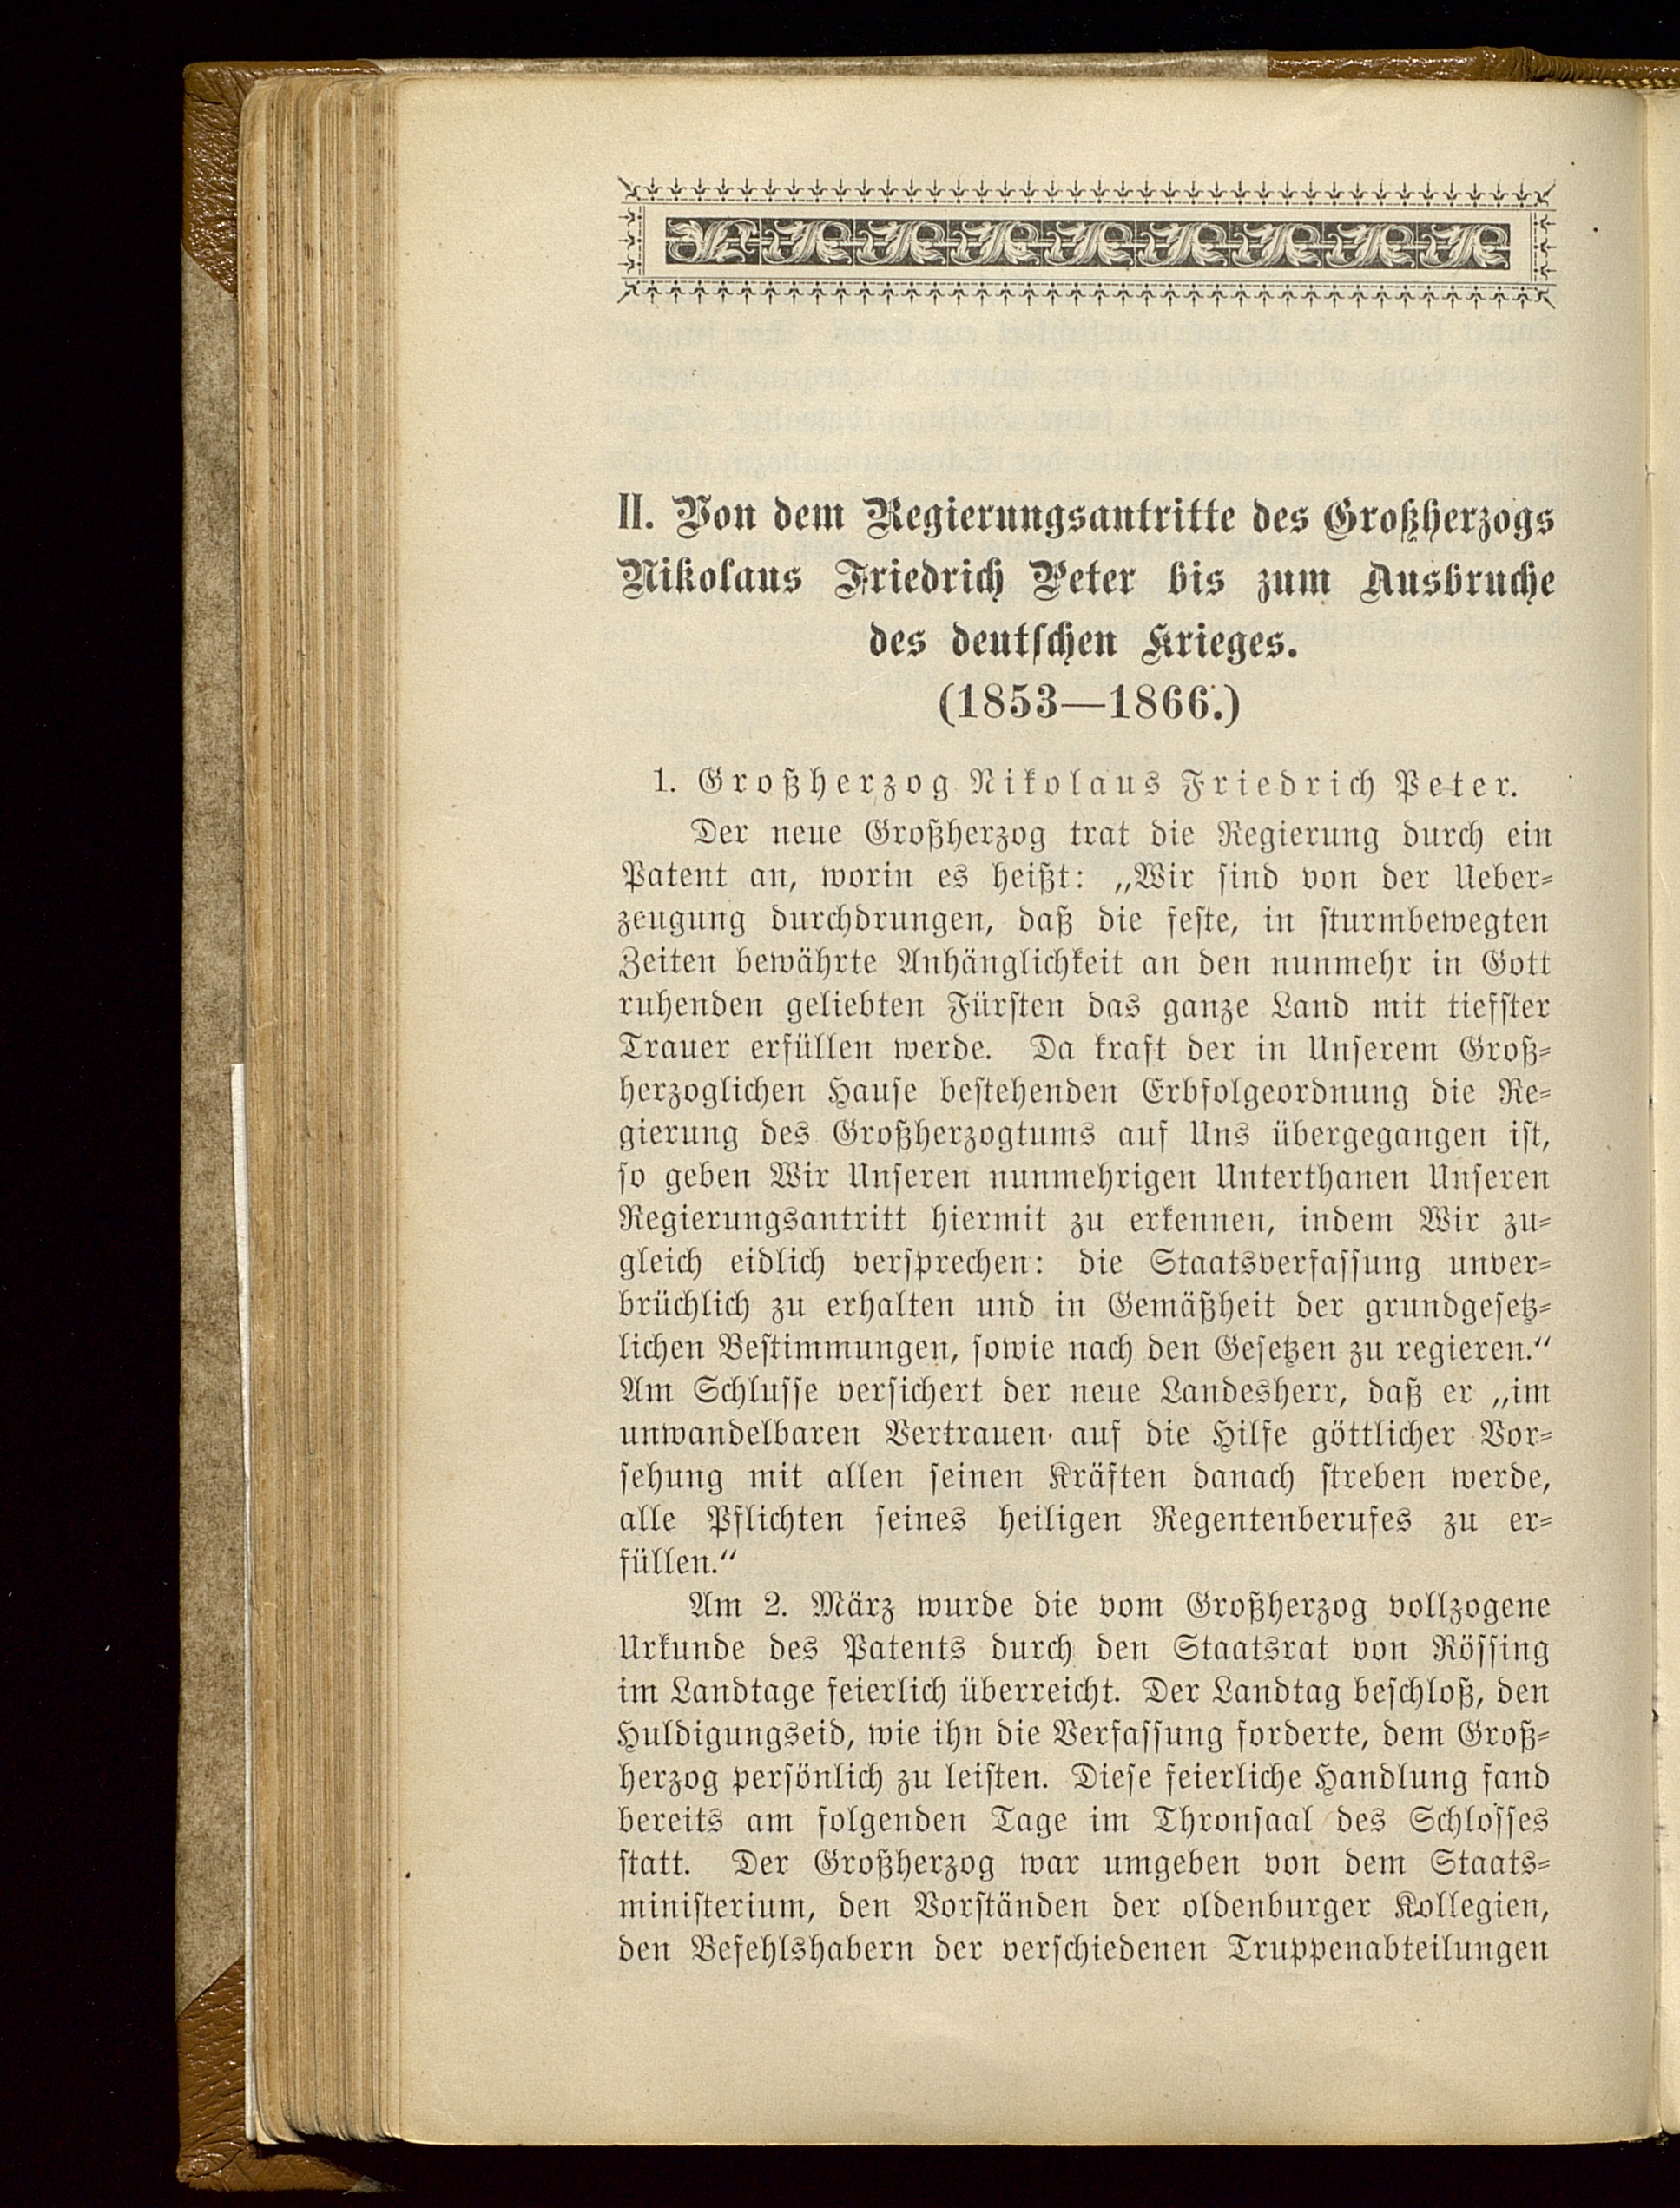 II. Von dem Regierungsantritte des Großherzogs
Nikolaus Friedrich Peter bis zum Ausbruche
des deutschen Krieges.
(1853—1866.)
1. Großherzog Nikolaus Friedrich Peter.
Der neue Großherzog trat die Regierung durch ein
Patent an, worin es heißt: „Wir sind von der Ueber-
zeugung durchdrungen, daß die feste, in sturmbewegten
Zeiten bewährte Anhänglichkeit an den nunmehr in Gott
ruhenden geliebten Fürsten das ganze Land mit tiefster
Trauer erfüllen werde. Da kraft der in Unserem Groß-
herzoglichen Hause bestehenden Erbfolgeordnung die Re-
gierung des Großherzogtums auf Uns übergegangen ist,
so geben Wir Unseren nunmehrigen Unterthanen Unseren
Regierungsantritt hiermit zu erkennen, indem Wir zu-
gleich eidlich versprechen: die Staatsverfassung unver-
brüchlich zu erhalten und in Gemäßheit der grundgesetz-
lichen Bestimmungen, sowie nach den Gesetzen zu regieren.“
Am Schlusse versichert der neue Landesherr, daß er „im
unwandelbaren Vertrauen auf die Hilfe göttlicher Vor-
sehung mit allen seinen Kräften danach streben werde,
alle Pflichten seines heiligen Regentenberufes zu er-
füllen.“
Am 2. März wurde die vom Großherzog vollzogene
Urkunde des Patents durch den Staatsrat von Rössing
im Landtage feierlich überreicht. Der Landtag beschloß, den
Huldigungseid, wie ihn die Verfassung forderte, dem Groß-
herzog persönlich zu leisten. Diese feierliche Handlung fand
bereits am folgenden Tage im Thronsaal des Schlosses
statt. Der Großherzog war umgeben von dem Staats-
ministerium, den Vorständen der oldenburger Kollegien,
den Befehlshabern der verschiedenen Truppenabteilungen